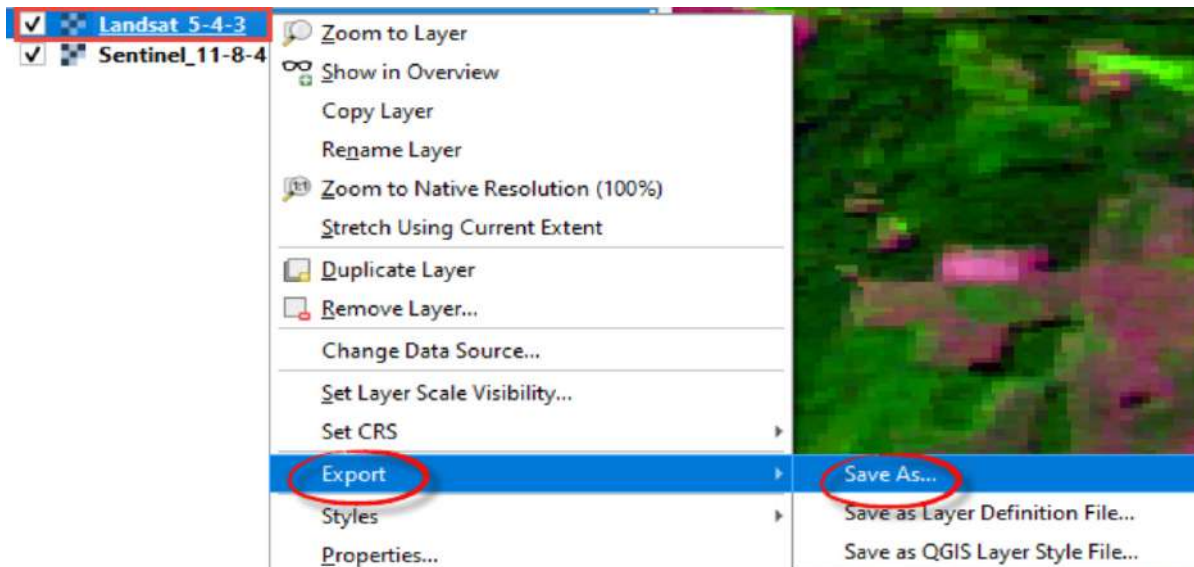 Landsat_5-4-3
Sentinel_11-8-4
Zoom to Layer
Show in Overview
Copy Layer
Rename Layer
Zoom to Native Resolution (100%)
Stretch Using Current Extent
Duplicate Layer
Remove Layer...
Change Data Source...
Set Layer Scale Visibility...
Set CRS
Export
Styles
Properties...
Save As...
Save as Layer Definition File...
Save as QGIS Layer Style File...